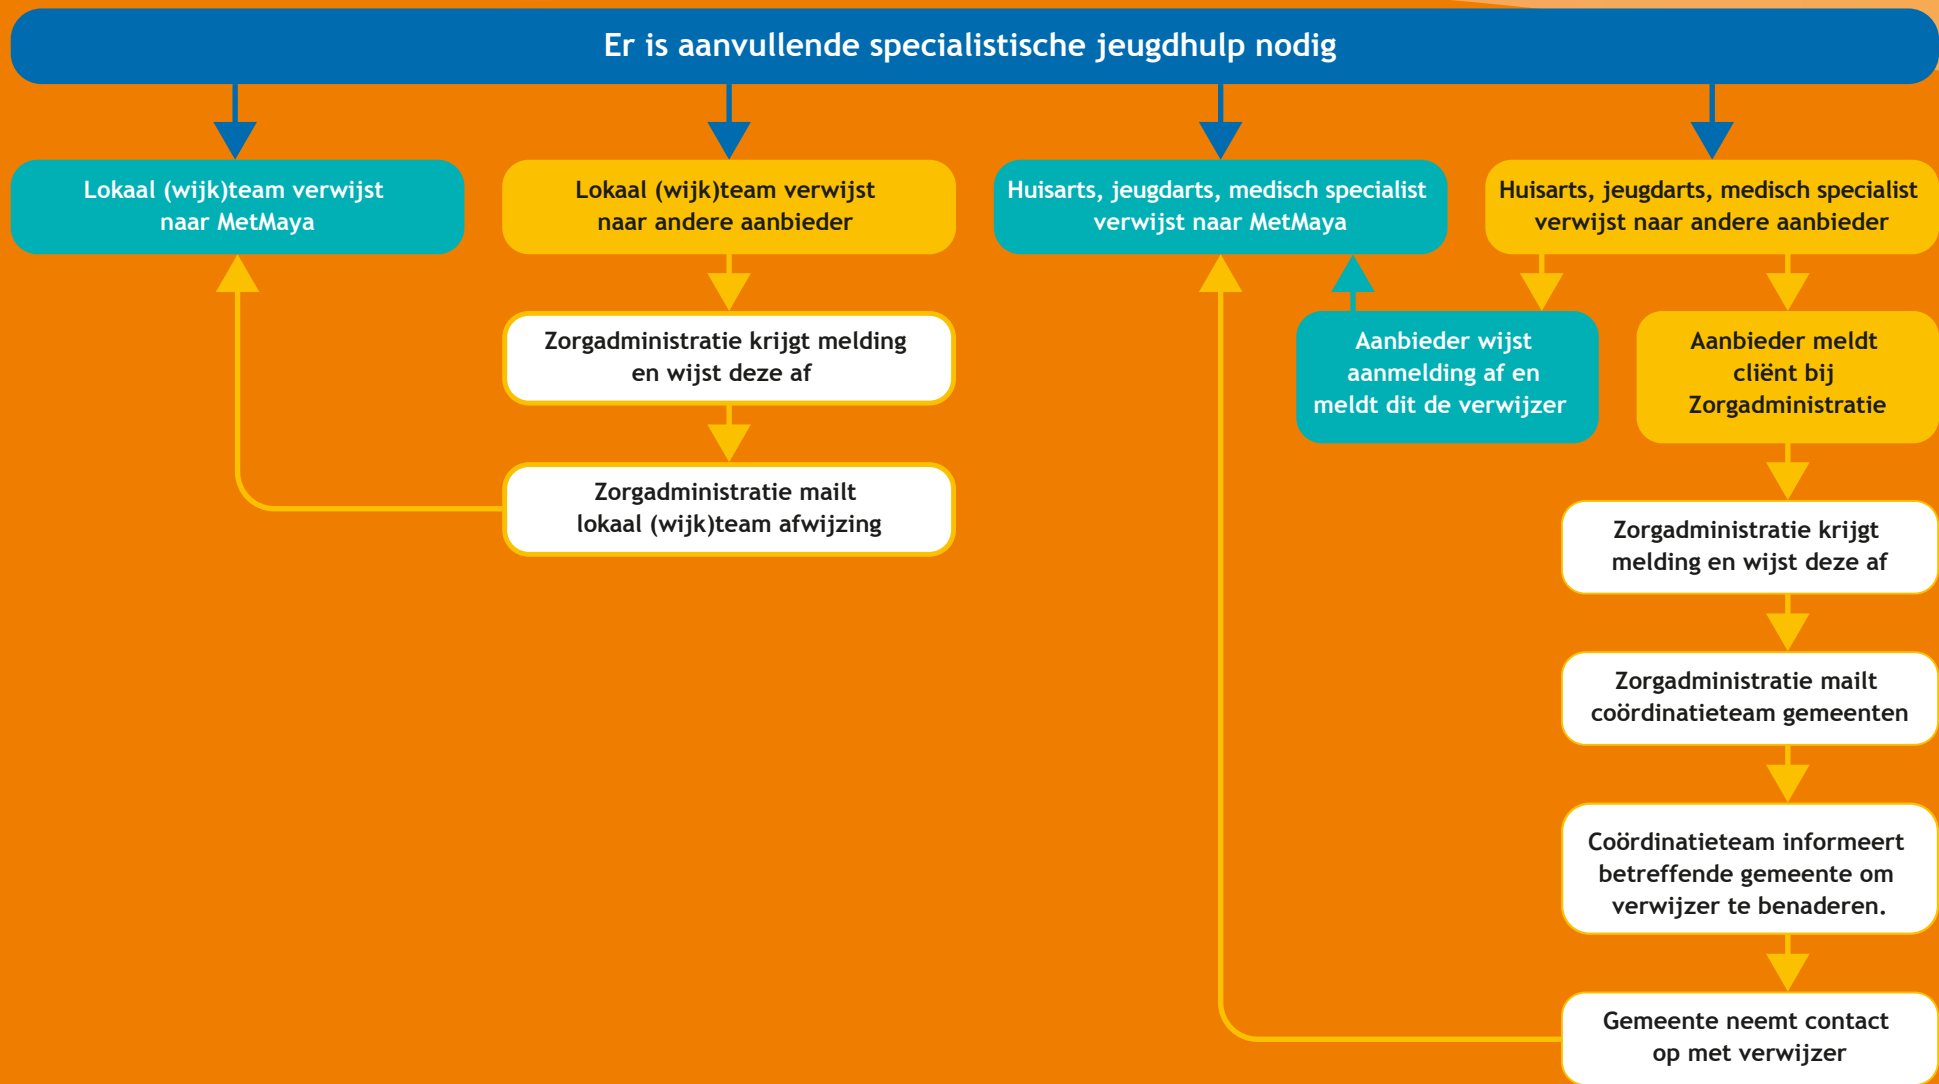 Er is aanvullende specialistische jeugdhulp nodig
Lokaal (wijk)team verwijst
naar MetMaya
Lokaal (wijk)team verwijst
naar andere aanbieder
Huisarts, jeugdarts, medisch specialist
verwijst naar MetMaya
Huisarts, jeugdarts, medisch specialist
verwijst naar andere aanbieder
Zorgadministratie krijgt melding
en wijst deze af
Zorgadministratie mailt
lokaal (wijk)team afwijzing
Aanbieder wijst
aanmelding af en
meldt dit de verwijzer
Aanbieder meldt
cliënt bij
Zorgadministratie
Zorgadministratie krijgt
melding en wijst deze af
Zorgadministratie mailt
coördinatieteam gemeenten
Coördinatieteam informeert
betreffende gemeente om
verwijzer te benaderen.
Gemeente neemt contact
op met verwijzer